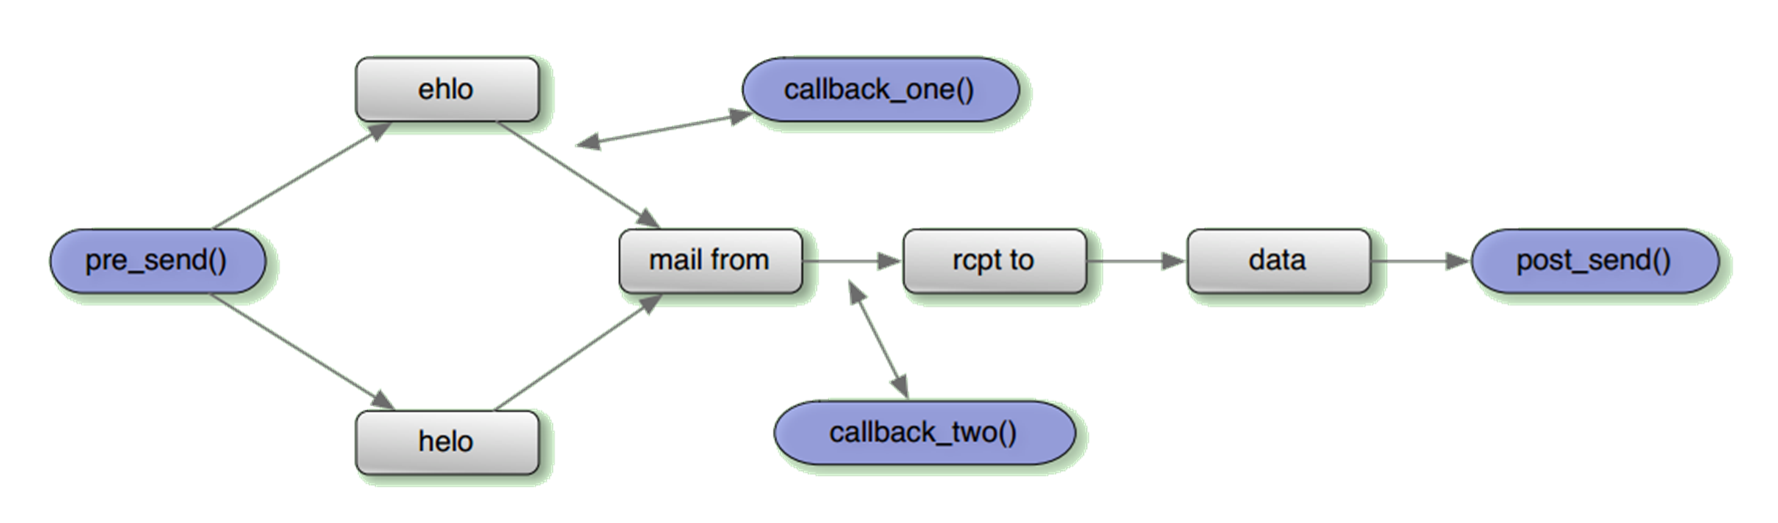 ehlo
callback_one()
pre_send()
mail from
rcpt to
data
post_send()
helo
callback_two()